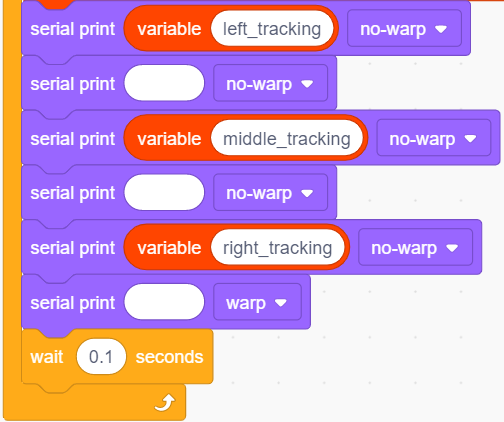 serial print variable left_tracking no-warp
serial print no-warp
serial print variable middle_tracking no-warp
serial print no-warp
serial print variable right_tracking no-warp
serial print warp
wait 0.1 seconds